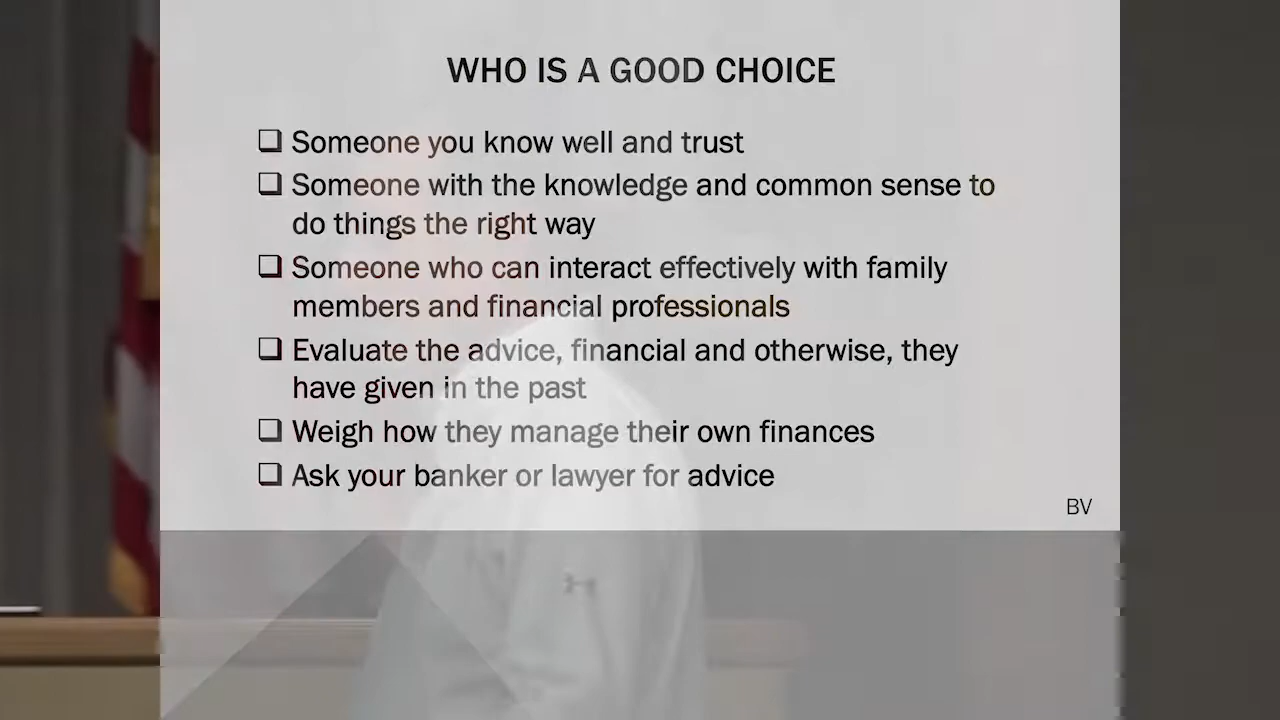 WHO IS A GOOD CHOICE
❑ Someone you know well and trust
❑ Someone with the knowledge and common sense to
do things the right way
❑ Someone who can interact effectively with family
members and financial professionals
❑ Evaluate the advice, financial and otherwise, they
have given in the past
❑ Weigh how they manage their own finances
❑ Ask your banker or lawyer for advice
BV